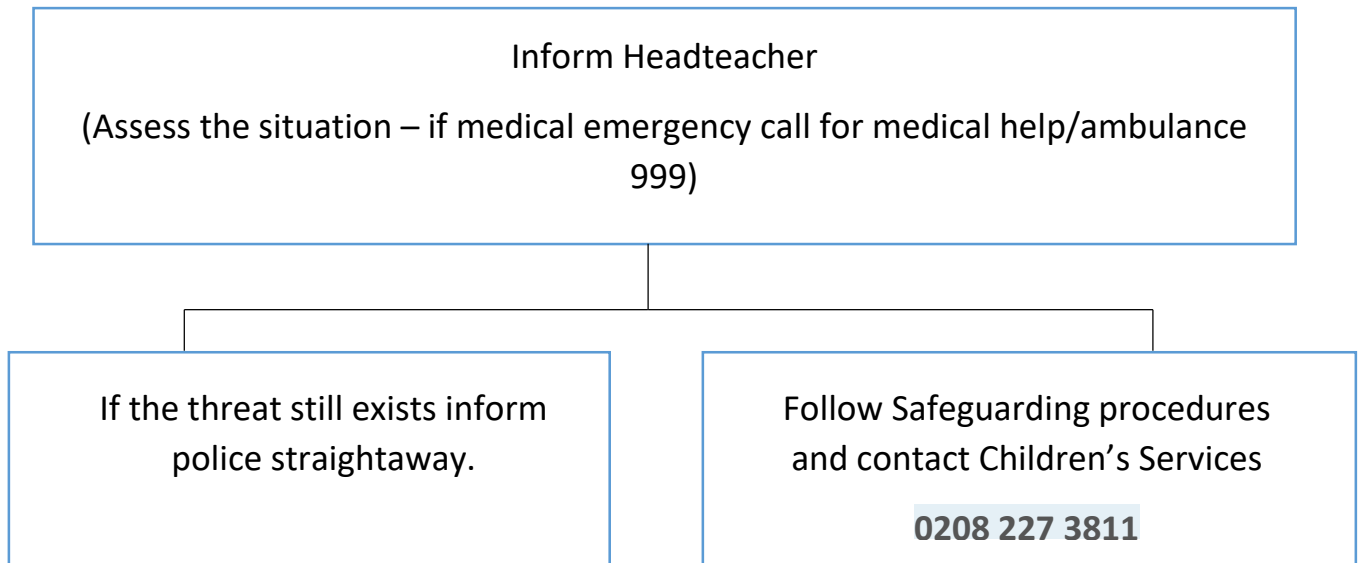 Inform Headteacher
(Assess the situation – if medical emergency call for medical help/ambulance
999)
If the threat still exists inform
police straightaway.
Follow Safeguarding procedures
and contact Children’s Services
0208 227 3811